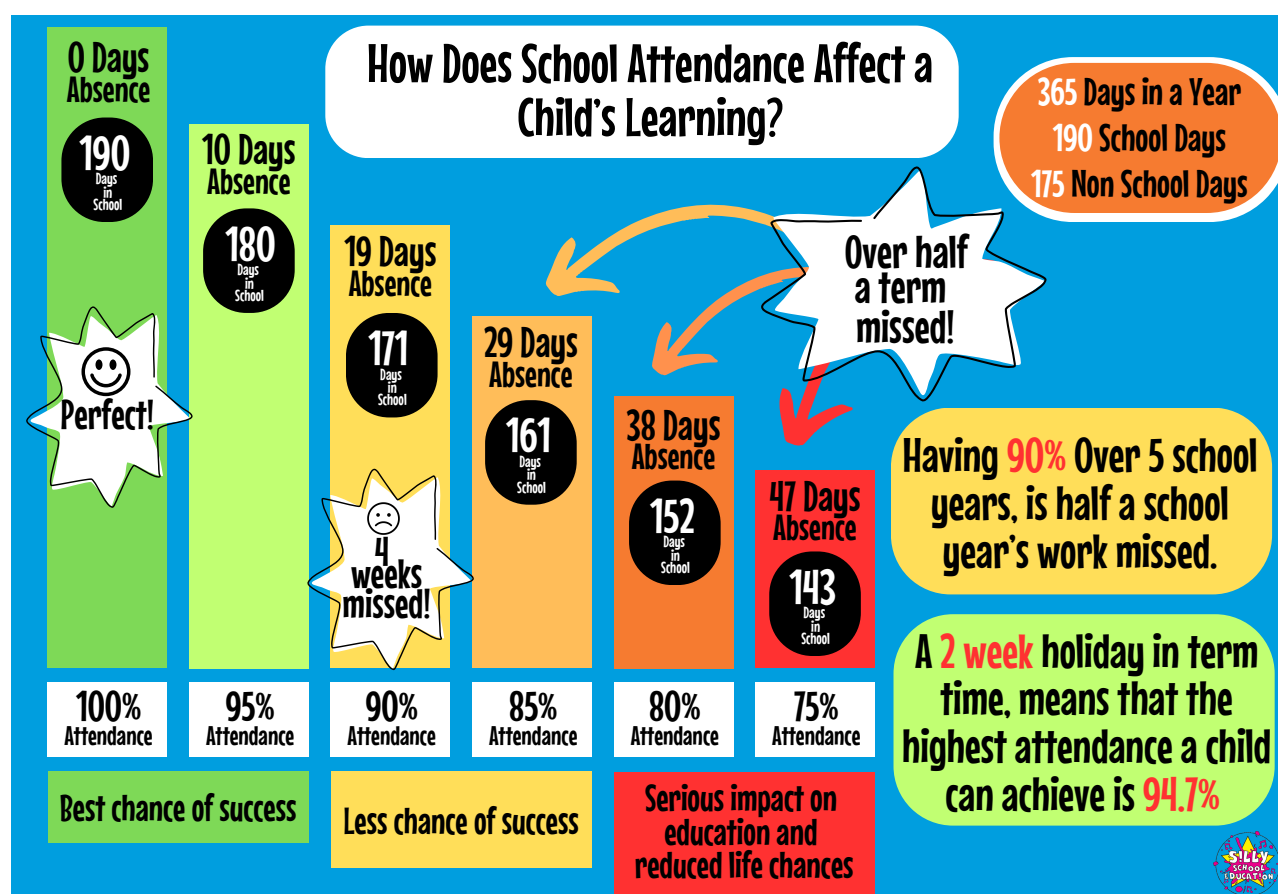 How Does School Attendance Affect a
Child's Learning?
365 Days in a Year
190 School Days
175 Non School Days
0 Days
Absence
190
Days
in
School
Perfect!
10 Days
Absence
180
Days
in
School
19 Days
Absence
171
Days
in
School
4
weeks
missed!
29 Days
Absence
161
Days
in
School
38 Days
Absence
152
Days
in
School
47 Days
Absence
143
Days
in
School
Over half
a term
missed!
Having 90% Over 5 school
years, is half a school
year's work missed.
A 2 week holiday in term
time, means that the
highest attendance a child
can achieve is 94.7%
100%
Attendance
95%
Attendance
90%
Attendance
85%
Attendance
80%
Attendance
75%
Attendance
Best chance of success
Less chance of success
Serious impact on
education and
reduced life chances
SILLY
SCHOOL
EDUCATION